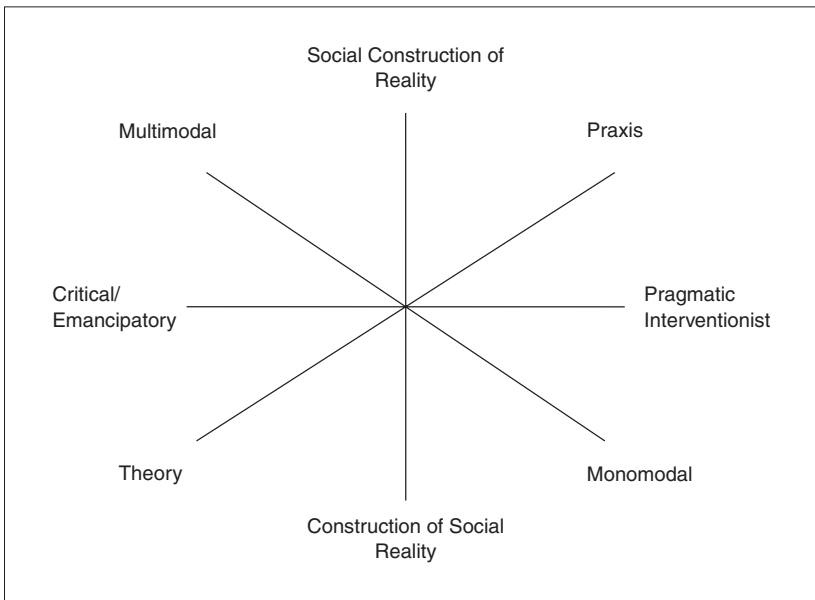 Social Construction of
Reality
Multimodal
Praxis
Critical/
Emancipatory
Pragmatic
Interventionist
Theory
Monomodal
Construction of Social
Reality